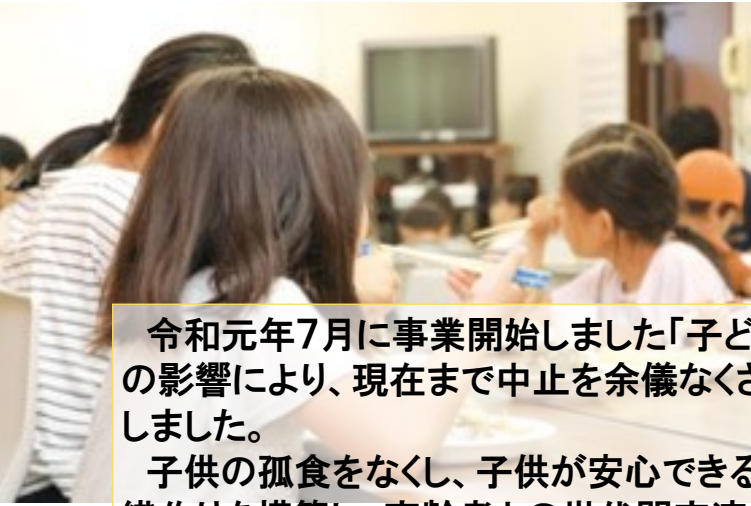 令和元年7月に事業開始しました「子ど
の影響により、現在まで中止を余儀なくさ
しました。
子供の孤食をなくし、子供が安心できる